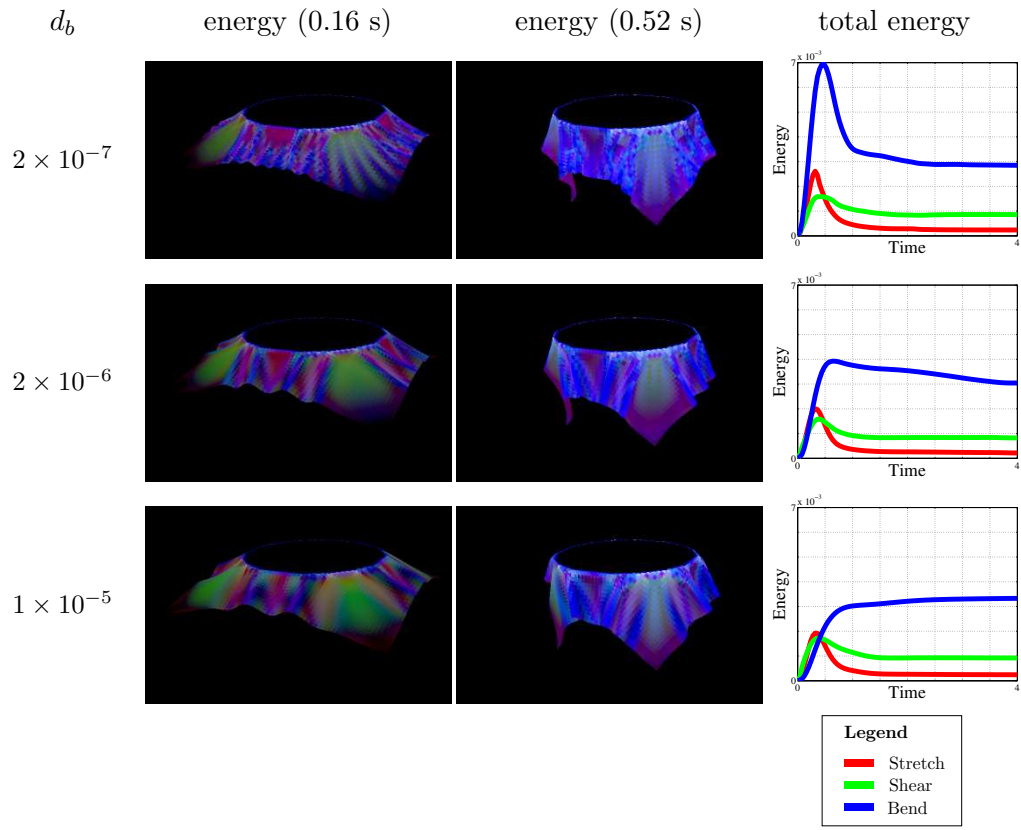 d_b energy (0.16 s) energy (0.52 s) total energy
2 × 10^-7
7 x 10^-3
Energy
0
0 4
Time
2 × 10^-6
7 x 10^-3
Energy
0
0 4
Time
1 × 10^-5
7 x 10^-3
Energy
0
0 4
Time
Legend
Stretch
Shear
Bend